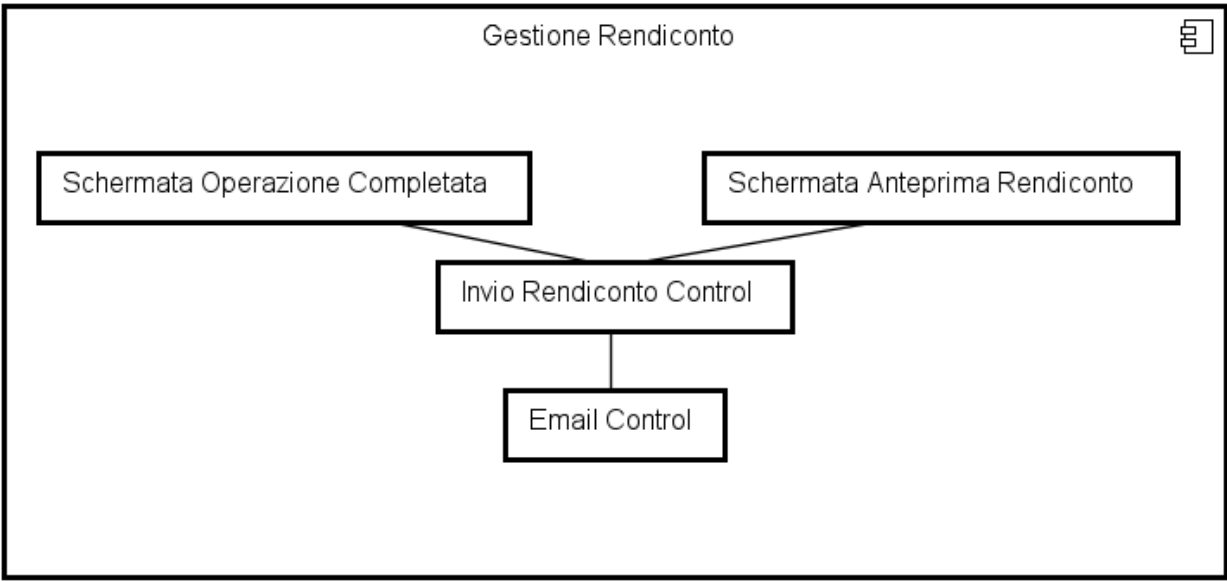 Gestione Rendiconto
Schermata Operazione Completata
Schermata Anteprima Rendiconto
Invio Rendiconto Control
Email Control